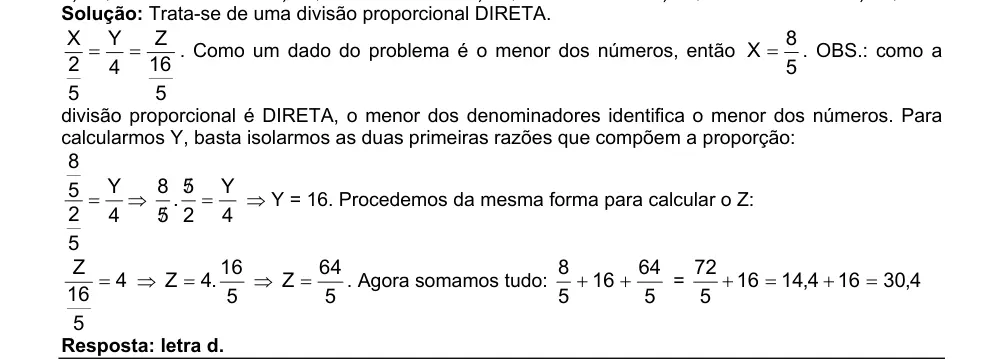 Solução: Trata-se de uma divisão proporcional DIRETA.
X/(2/5) = Y/4 = Z/(16/5). Como um dado do problema é o menor dos números, então X = 8/5. OBS.: como a
divisão proporcional é DIRETA, o menor dos denominadores identifica o menor dos números. Para
calcularmos Y, basta isolarmos as duas primeiras razões que compõem a proporção:
(8/5)/(2/5) = Y/4 ⇒ 8/5 . 5/2 = Y/4 ⇒ Y = 16. Procedemos da mesma forma para calcular o Z:
Z/(16/5) = 4 ⇒ Z = 4.16/5 ⇒ Z = 64/5. Agora somamos tudo: 8/5 + 16 + 64/5 = 72/5 + 16 = 14,4 + 16 = 30,4
Resposta: letra d.